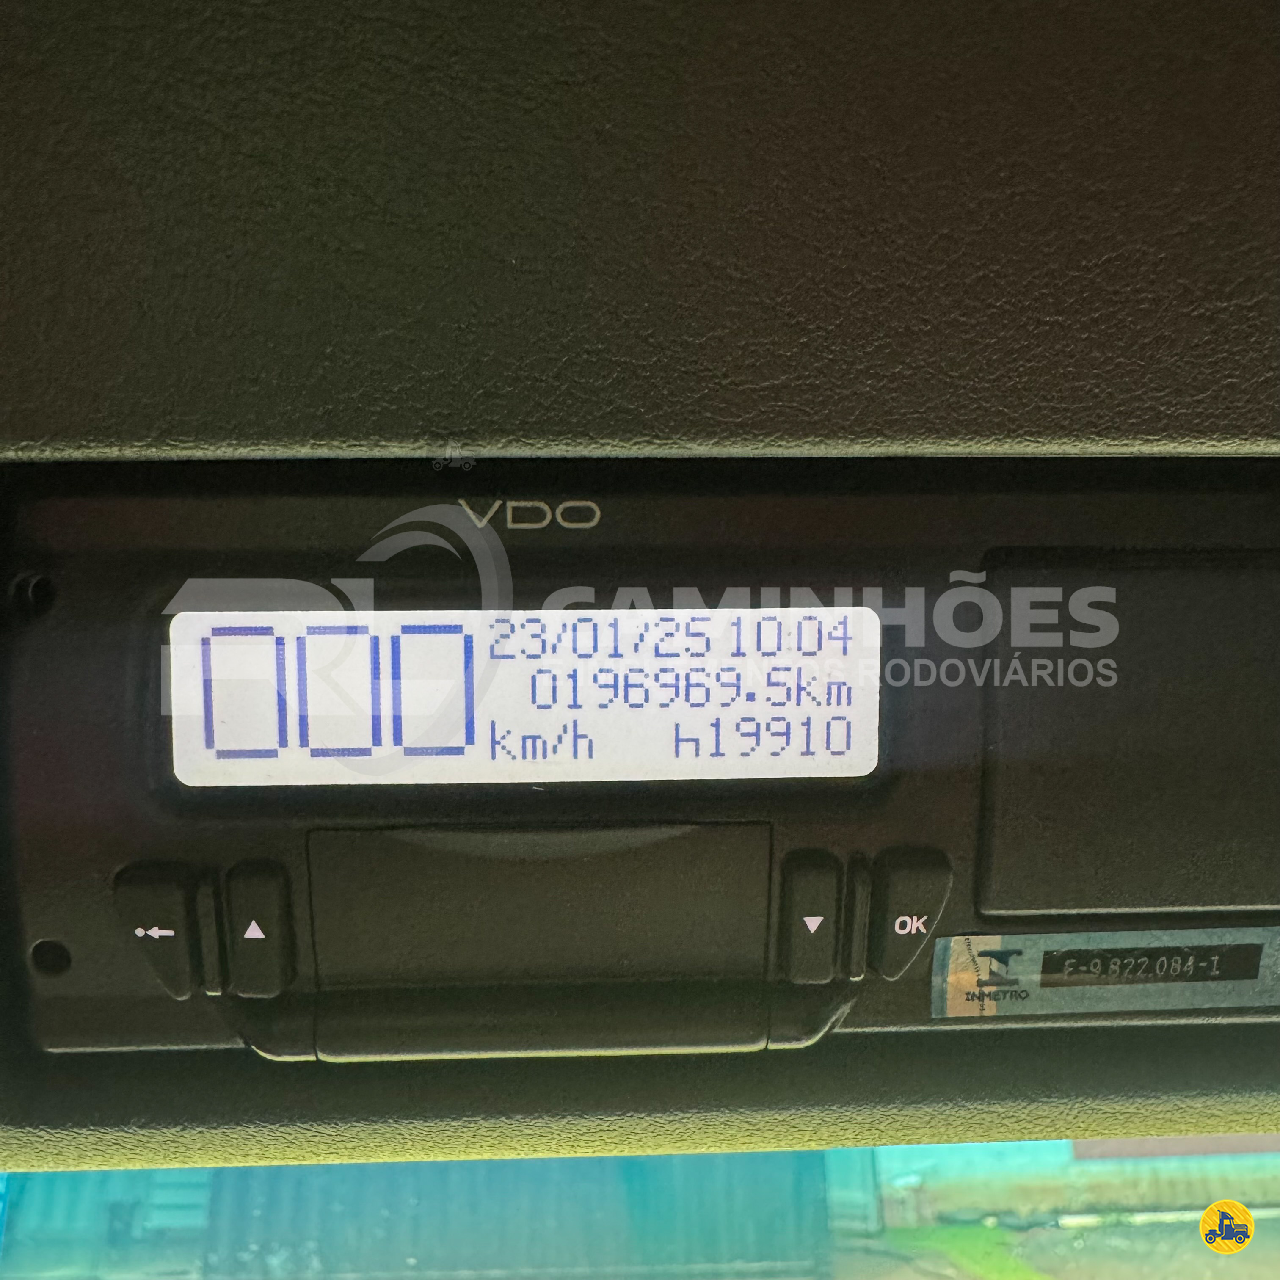 VDO
CAMINHÕES
RODOVIÁRIOS
000
23/01/25 10:04
0196969.5km
km/h h19910
OK
INMETRO
E-9.822.084-1